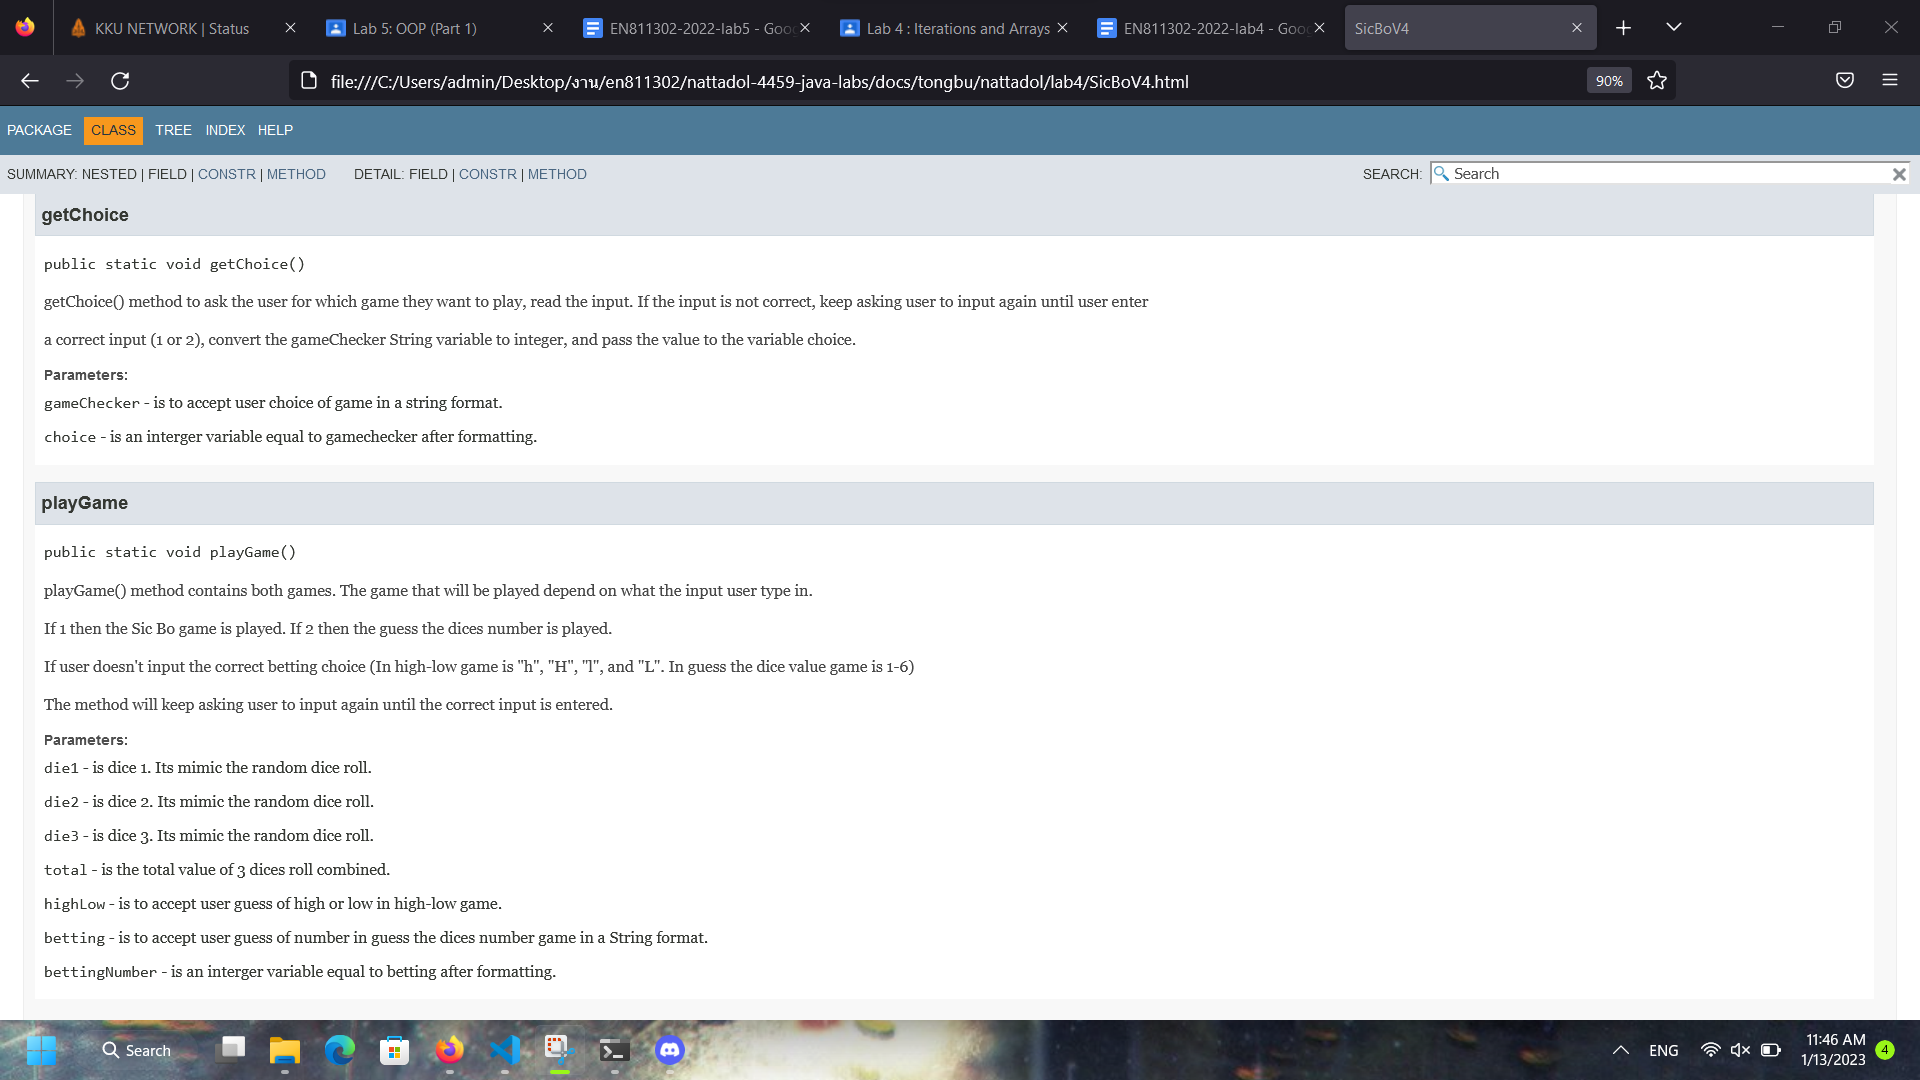 KKU NETWORK | Status
Lab 5: OOP (Part 1)
EN811302-2022-lab5 - Goo
Lab 4 : Iterations and Arrays
EN811302-2022-lab4 - Goo
SicBoV4
file:///C:/Users/admin/Desktop/งาน/en811302/nattadol-4459-java-labs/docs/tongbu/nattadol/lab4/SicBoV4.html
90%
PACKAGE CLASS TREE INDEX HELP
SUMMARY: NESTED | FIELD | CONSTR | METHOD DETAIL: FIELD | CONSTR | METHOD
SEARCH: Search
getChoice
public static void getChoice()
getChoice() method to ask the user for which game they want to play, read the input. If the input is not correct, keep asking user to input again until user enter
a correct input (1 or 2), convert the gameChecker String variable to integer, and pass the value to the variable choice.
Parameters:
gameChecker - is to accept user choice of game in a string format.
choice - is an interger variable equal to gamechecker after formatting.
playGame
public static void playGame()
playGame() method contains both games. The game that will be played depend on what the input user type in.
If 1 then the Sic Bo game is played. If 2 then the guess the dices number is played.
If user doesn't input the correct betting choice (In high-low game is "h", "H", "l", and "L". In guess the dice value game is 1-6)
The method will keep asking user to input again until the correct input is entered.
Parameters:
die1 - is dice 1. Its mimic the random dice roll.
die2 - is dice 2. Its mimic the random dice roll.
die3 - is dice 3. Its mimic the random dice roll.
total - is the total value of 3 dices roll combined.
highLow - is to accept user guess of high or low in high-low game.
betting - is to accept user guess of number in guess the dices number game in a String format.
bettingNumber - is an interger variable equal to betting after formatting.
Search
ENG
11:46 AM
1/13/2023
4